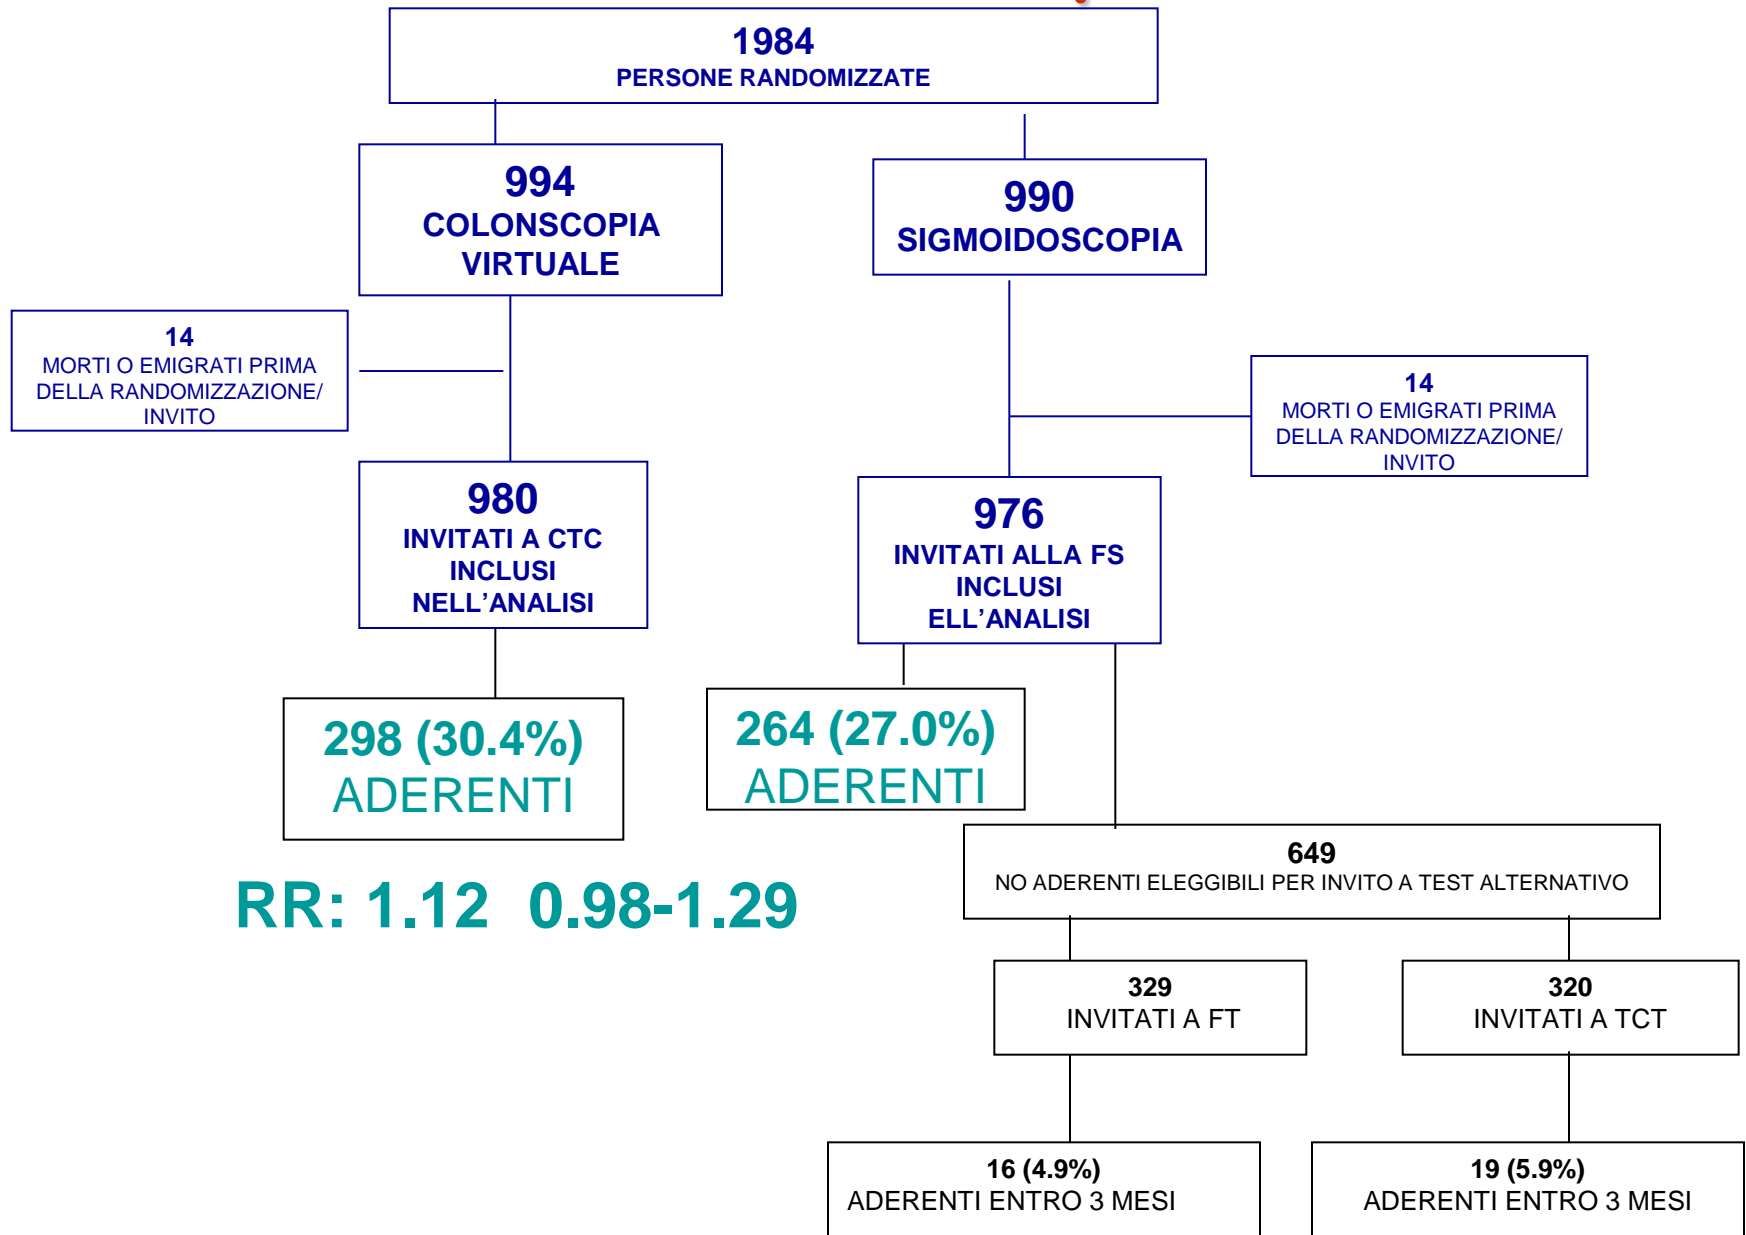 1984
PERSONE RANDOMIZZATE
994
COLONSCOPIA
VIRTUALE
990
SIGMOIDOSCOPIA
14
MORTI O EMIGRATI PRIMA
DELLA RANDOMIZZAZIONE/
INVITO
14
MORTI O EMIGRATI PRIMA
DELLA RANDOMIZZAZIONE/
INVITO
980
INVITATI A CTC
INCLUSI
NELL’ANALISI
976
INVITATI ALLA FS
INCLUSI
ELL’ANALISI
298 (30.4%)
ADERENTI
264 (27.0%)
ADERENTI
RR: 1.12 0.98-1.29
649
NO ADERENTI ELEGGIBILI PER INVITO A TEST ALTERNATIVO
329
INVITATI A FT
320
INVITATI A TCT
16 (4.9%)
ADERENTI ENTRO 3 MESI
19 (5.9%)
ADERENTI ENTRO 3 MESI